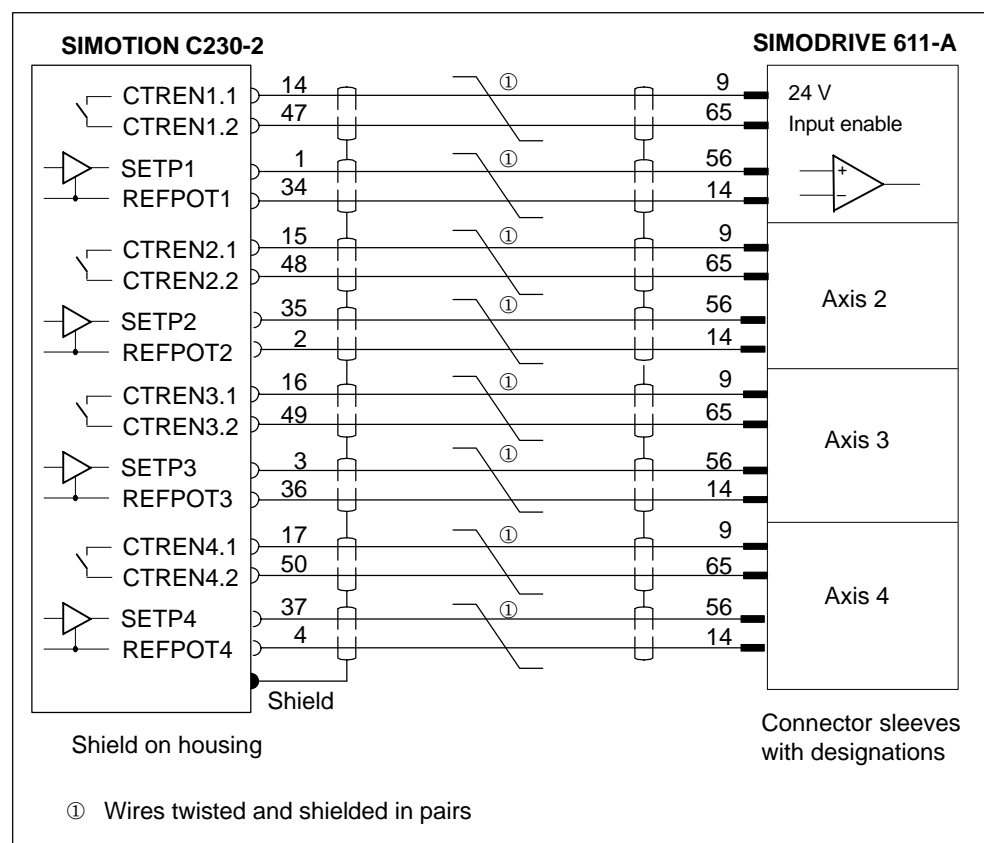 SIMOTION C230-2 SIMODRIVE 611-A
CTREN1.1 14 ① 9 24 V
CTREN1.2 47 65 Input enable
SETP1 1 ① 56 +
REFPOT1 34 14 –
CTREN2.1 15 ① 9
CTREN2.2 48 65
Axis 2
SETP2 35 ① 56
REFPOT2 2 14
CTREN3.1 16 ① 9
CTREN3.2 49 65
Axis 3
SETP3 3 ① 56
REFPOT3 36 14
CTREN4.1 17 ① 9
CTREN4.2 50 65
Axis 4
SETP4 37 ① 56
REFPOT4 4 14
Shield
Shield on housing
Connector sleeves
with designations
① Wires twisted and shielded in pairs